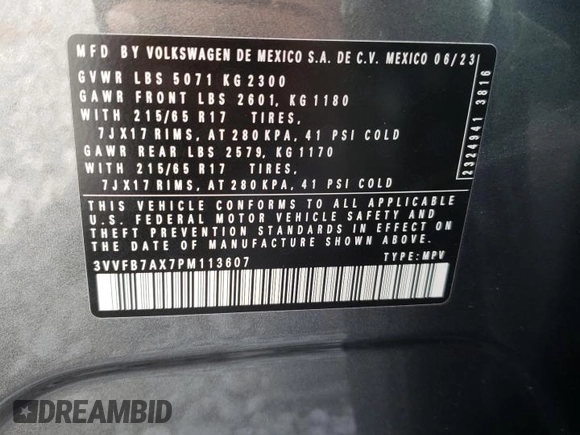 MFD BY VOLKSWAGEN DE MEXICO S.A. DE C.V. MEXICO 06/23
GVWR LBS 5071 KG 2300
GAWR FRONT LBS 2601, KG 1180
WITH 215/65 R17 TIRES,
7JX17 RIMS, AT 280 KPA, 41 PSI COLD
GAWR REAR LBS 2579, KG 1170
WITH 215/65 R17 TIRES,
7JX17 RIMS, AT 280 KPA, 41 PSI COLD
THIS VEHICLE CONFORMS TO ALL APPLICABLE
U.S. FEDERAL MOTOR VEHICLE SAFETY AND
THEFT PREVENTION STANDARDS IN EFFECT ON
THE DATE OF MANUFACTURE SHOWN ABOVE.
3VVFB7AX7PM113607 TYPE: MPV
2324941 3816
DREAMBID